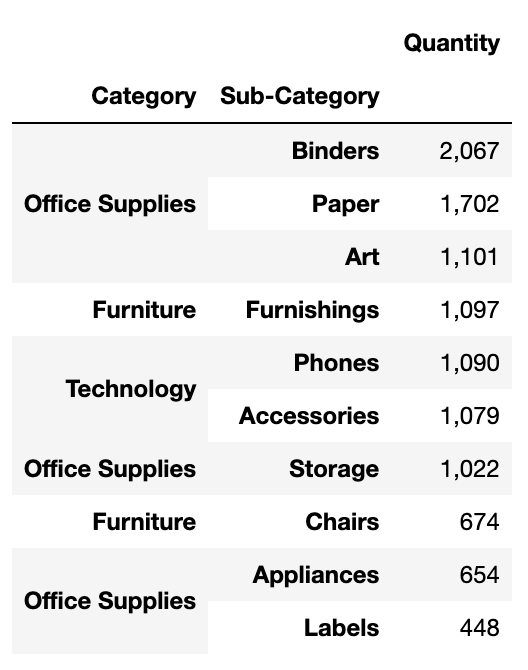 Quantity
Category Sub-Category
Office Supplies Binders 2,067
Paper 1,702
Art 1,101
Furniture Furnishings 1,097
Technology Phones 1,090
Accessories 1,079
Office Supplies Storage 1,022
Furniture Chairs 674
Office Supplies Appliances 654
Labels 448